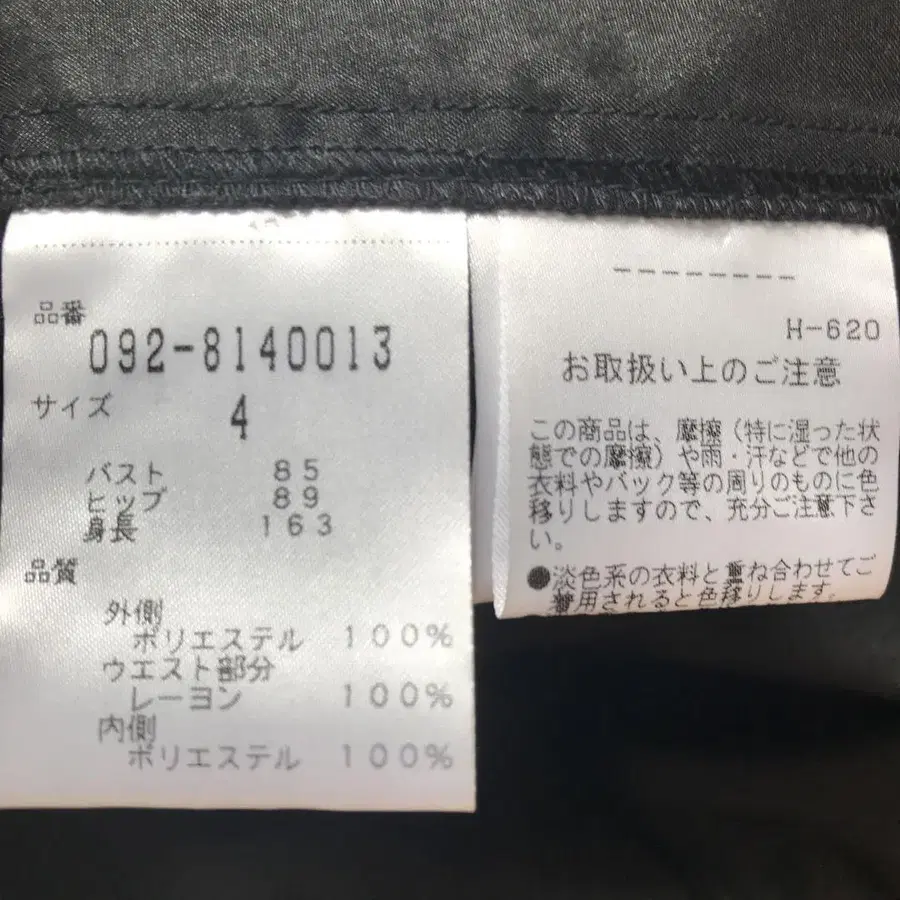 品番
092-8140013
サイズ 4
バスト 85
ヒップ 89
身長 163
品質
外側
ポリエステル 100%
ウエスト部分
レーヨン 100%
内側
ポリエステル 100%
--------
H-620
お取扱い上のご注意
この商品は、摩擦（特に湿った状
態での摩擦）や雨・汗などで他の
衣料やバック等の周りのものに色
移りしますので、充分ご注意下さ
い。
●淡色系の衣料と重ね合わせてご
着用されると色移りします。